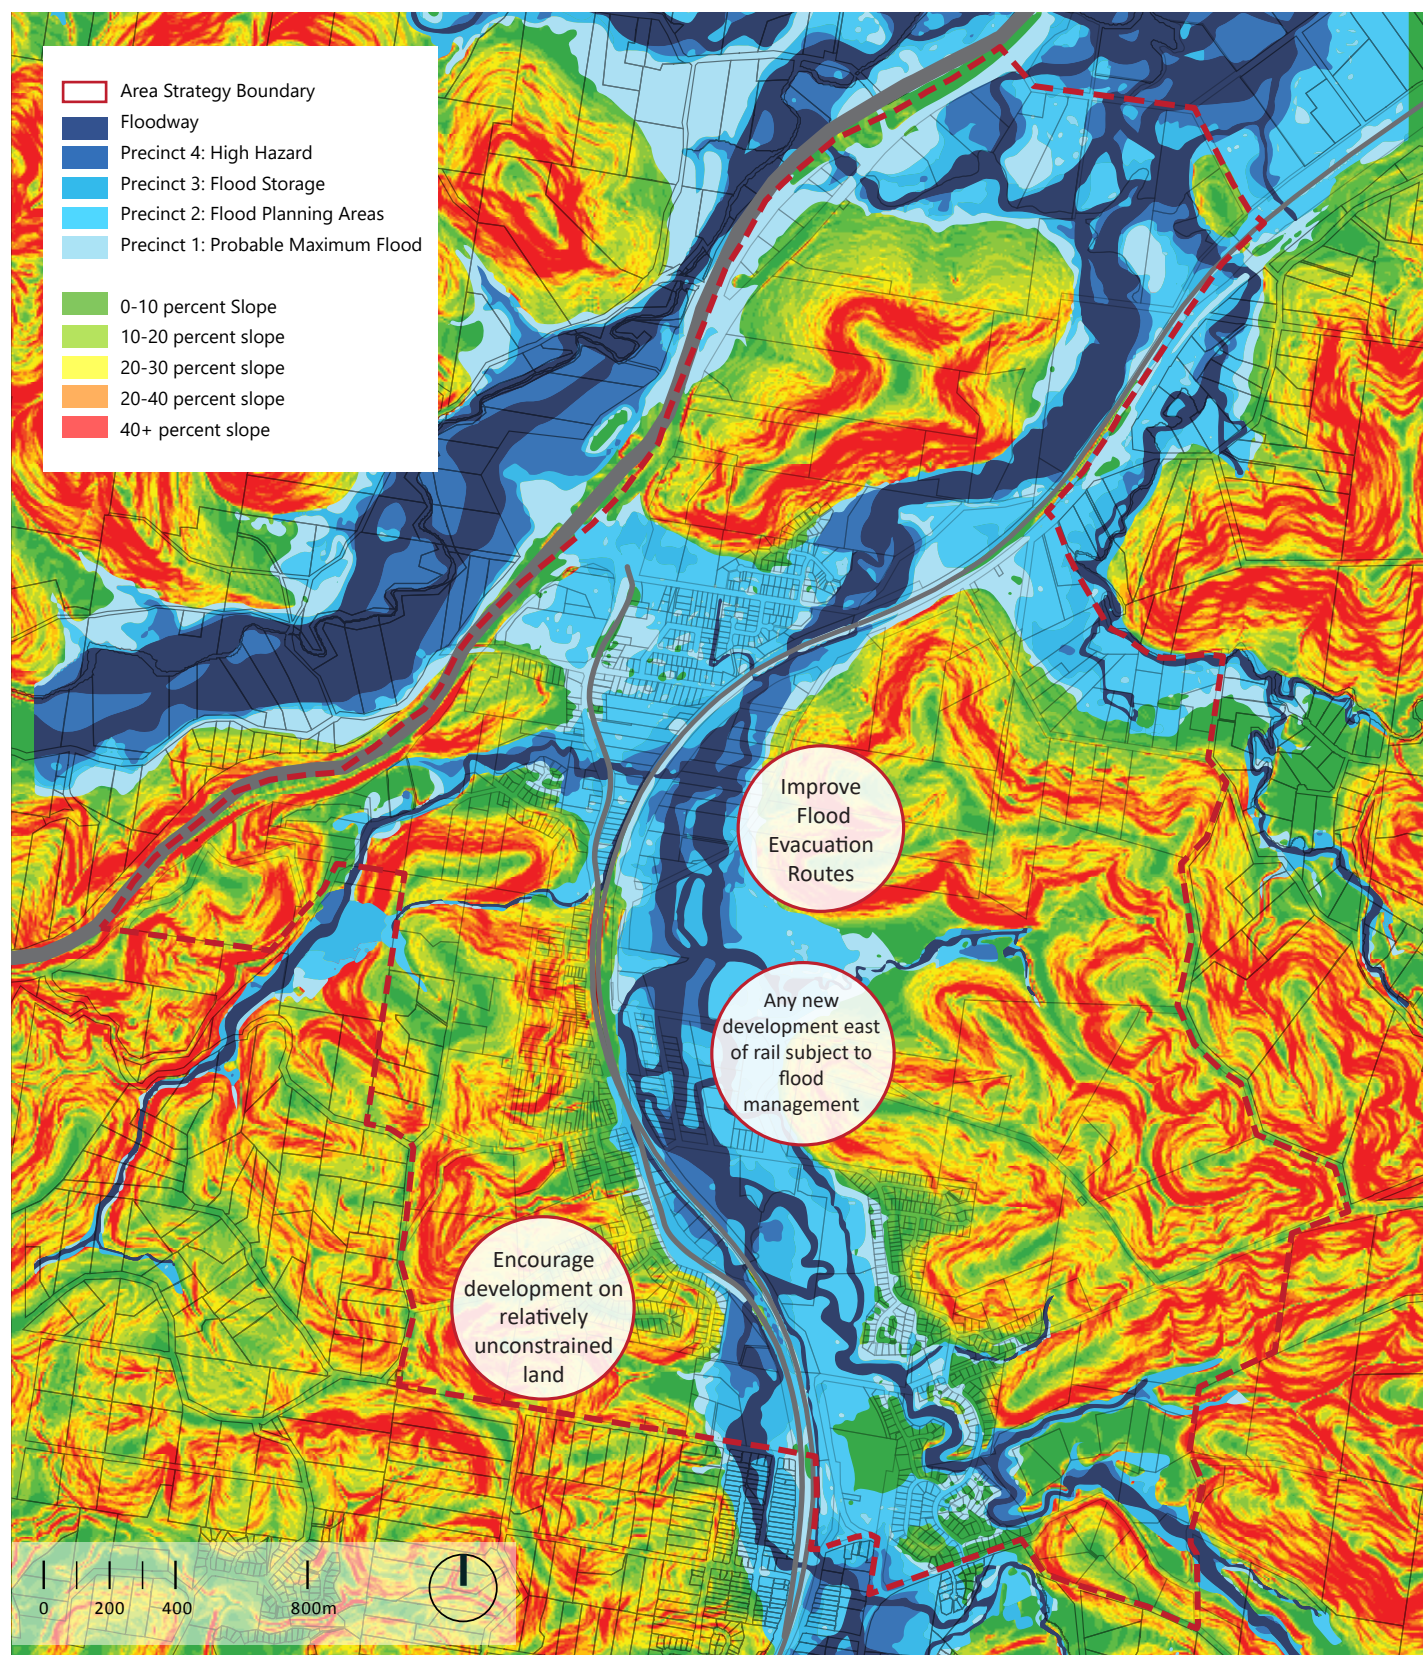 Area Strategy Boundary
Floodway
Precinct 4: High Hazard
Precinct 3: Flood Storage
Precinct 2: Flood Planning Areas
Precinct 1: Probable Maximum Flood
0-10 percent Slope
10-20 percent slope
20-30 percent slope
20-40 percent slope
40+ percent slope
Improve
Flood
Evacuation
Routes
Any new
development east
of rail subject to
flood
management
Encourage
development on
relatively
unconstrained
land
0 200 400 800m